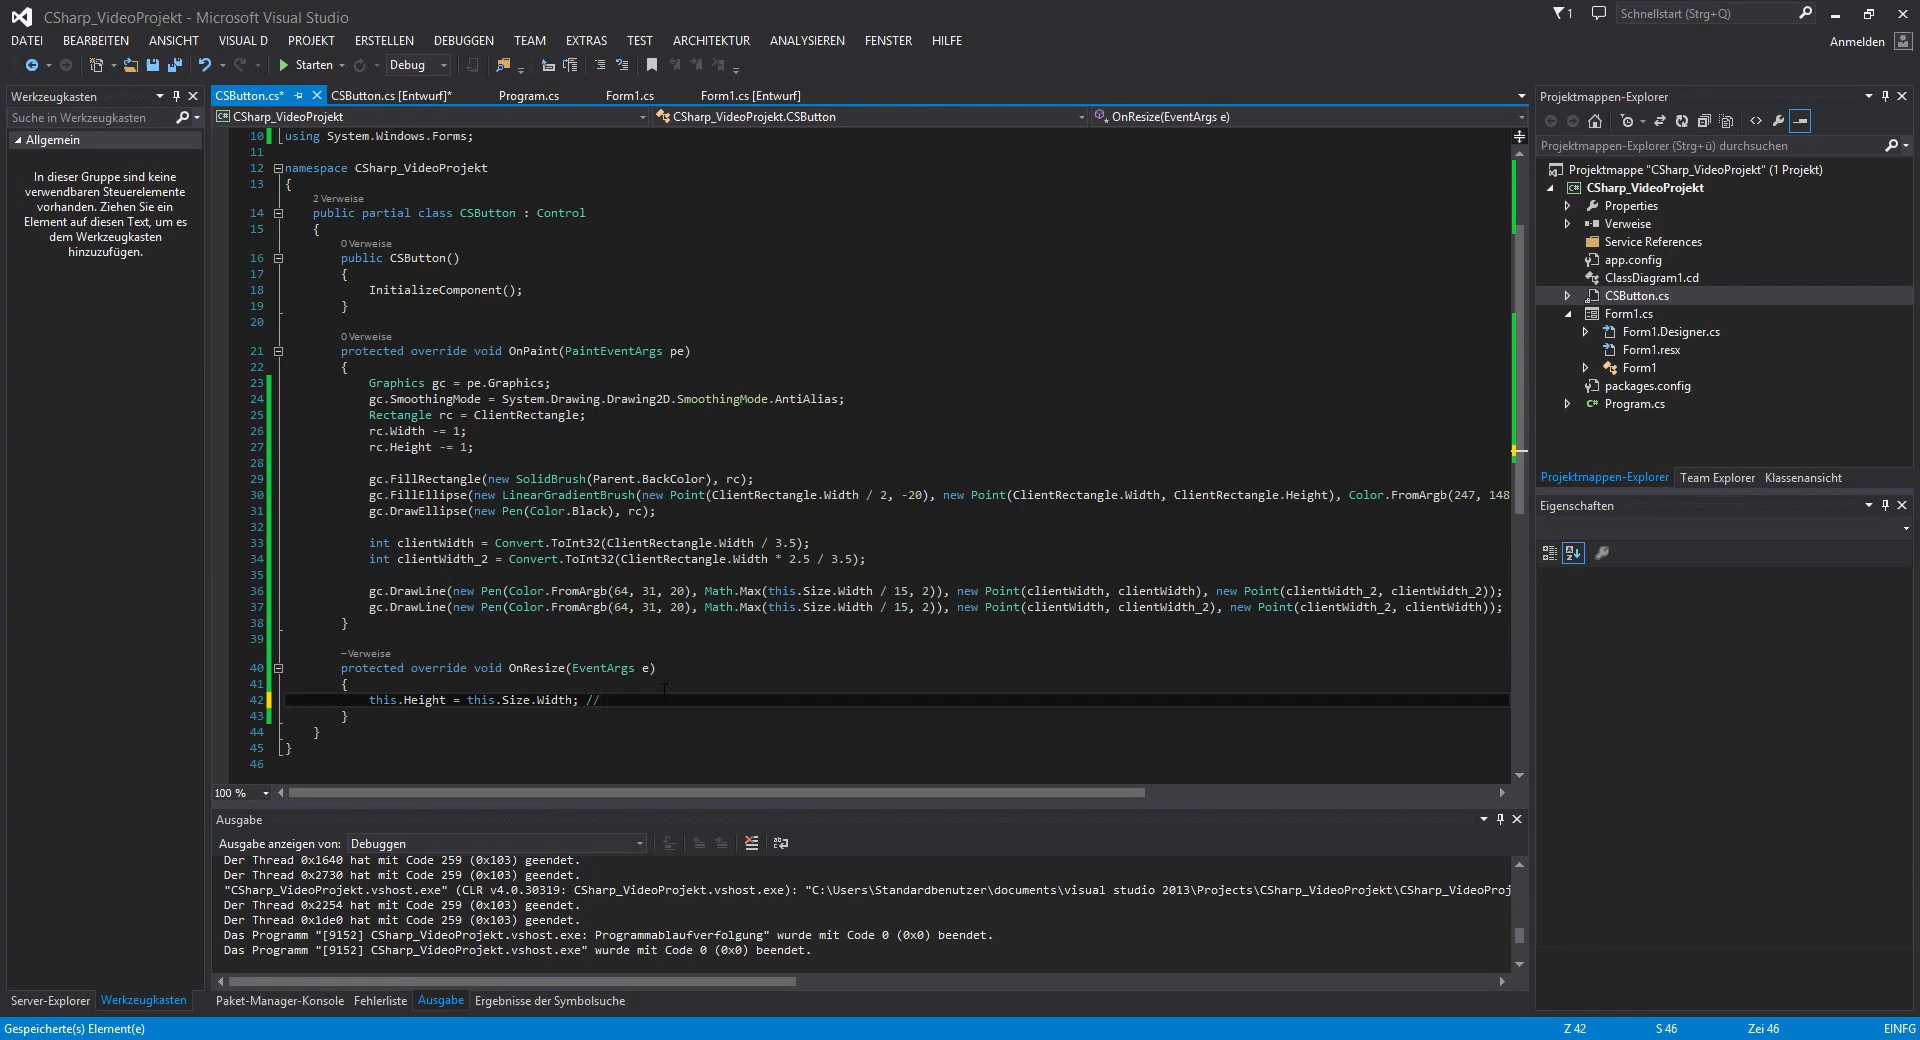 CSharp_VideoProjekt - Microsoft Visual Studio
1
Schnellstart (Strg+Q)
DATEI BEARBEITEN ANSICHT VISUAL D PROJEKT ERSTELLEN DEBUGGEN TEAM EXTRAS TEST ARCHITEKTUR ANALYSIEREN FENSTER HILFE
Anmelden
Starten Debug
Werkzeugkasten
Suche in Werkzeugkasten
Allgemein
In dieser Gruppe sind keine
verwendbaren Steuerelemente
vorhanden. Ziehen Sie ein
Element auf diesen Text, um es
dem Werkzeugkasten
hinzuzufügen.
Server-Explorer Werkzeugkasten
CSButton.cs* CSButton.cs [Entwurf]* Program.cs Form1.cs Form1.cs [Entwurf]
CSharp_VideoProjekt CSharp_VideoProjekt.CSButton OnResize(EventArgs e)
10 using System.Windows.Forms;
11
12 namespace CSharp_VideoProjekt
13 {
2 Verweise
14 public partial class CSButton : Control
15 {
0 Verweise
16 public CSButton()
17 {
18 InitializeComponent();
19 }
20
0 Verweise
21 protected override void OnPaint(PaintEventArgs pe)
22 {
23 Graphics gc = pe.Graphics;
24 gc.SmoothingMode = System.Drawing.Drawing2D.SmoothingMode.AntiAlias;
25 Rectangle rc = ClientRectangle;
26 rc.Width -= 1;
27 rc.Height -= 1;
28
29 gc.FillRectangle(new SolidBrush(Parent.BackColor), rc);
30 gc.FillEllipse(new LinearGradientBrush(new Point(ClientRectangle.Width / 2, -20), new Point(ClientRectangle.Width, ClientRectangle.Height), Color.FromArgb(247, 148
31 gc.DrawEllipse(new Pen(Color.Black), rc);
32
33 int clientWidth = Convert.ToInt32(ClientRectangle.Width / 3.5);
34 int clientWidth_2 = Convert.ToInt32(ClientRectangle.Width * 2.5 / 3.5);
35
36 gc.DrawLine(new Pen(Color.FromArgb(64, 31, 20), Math.Max(this.Size.Width / 15, 2)), new Point(clientWidth, clientWidth), new Point(clientWidth_2, clientWidth_2));
37 gc.DrawLine(new Pen(Color.FromArgb(64, 31, 20), Math.Max(this.Size.Width / 15, 2)), new Point(clientWidth, clientWidth_2), new Point(clientWidth_2, clientWidth));
38 }
39
−Verweise
40 protected override void OnResize(EventArgs e)
41 {
42 this.Height = this.Size.Width; //
43 }
44 }
45 }
46
100 %
Ausgabe
Ausgabe anzeigen von: Debuggen
Der Thread 0x1640 hat mit Code 259 (0x103) geendet.
Der Thread 0x2730 hat mit Code 259 (0x103) geendet.
"CSharp_VideoProjekt.vshost.exe" (CLR v4.0.30319: CSharp_VideoProjekt.vshost.exe): "C:\Users\Standardbenutzer\documents\visual studio 2013\Projects\CSharp_VideoProjekt\CSharp_VideoProj
Der Thread 0x2254 hat mit Code 259 (0x103) geendet.
Der Thread 0x1de0 hat mit Code 259 (0x103) geendet.
Das Programm "[9152] CSharp_VideoProjekt.vshost.exe: Programmablaufverfolgung" wurde mit Code 0 (0x0) beendet.
Das Programm "[9152] CSharp_VideoProjekt.vshost.exe" wurde mit Code 0 (0x0) beendet.
Paket-Manager-Konsole Fehlerliste Ausgabe Ergebnisse der Symbolsuche
Projektmappen-Explorer
Projektmappen-Explorer (Strg+ü) durchsuchen
Projektmappe "CSharp_VideoProjekt" (1 Projekt)
CSharp_VideoProjekt
Properties
Verweise
Service References
app.config
ClassDiagram1.cd
CSButton.cs
Form1.cs
Form1.Designer.cs
Form1.resx
Form1
packages.config
Program.cs
Projektmappen-Explorer Team Explorer Klassenansicht
Eigenschaften
Gespeicherte(s) Element(e)
Z 42 S 46 Zei 46 EINFG